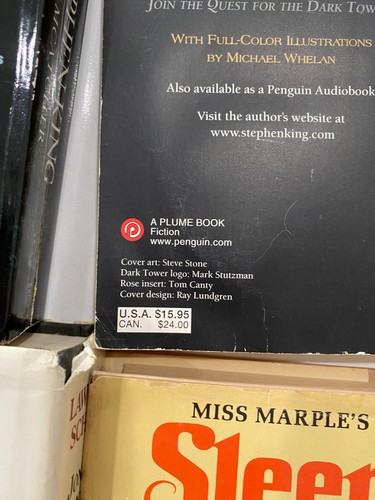 JOIN THE QUEST FOR THE DARK TOW
WITH FULL-COLOR ILLUSTRATIONS
BY MICHAEL WHELAN
Also available as a Penguin Audiobook
Visit the author's website at
www.stephenking.com
A PLUME BOOK
Fiction
www.penguin.com
Cover art: Steve Stone
Dark Tower logo: Mark Stutzman
Rose insert: Tom Canty
Cover design: Ray Lundgren
U.S.A. $15.95
CAN. $24.00
MISS MARPLE'S
Sleep
LAW
SC